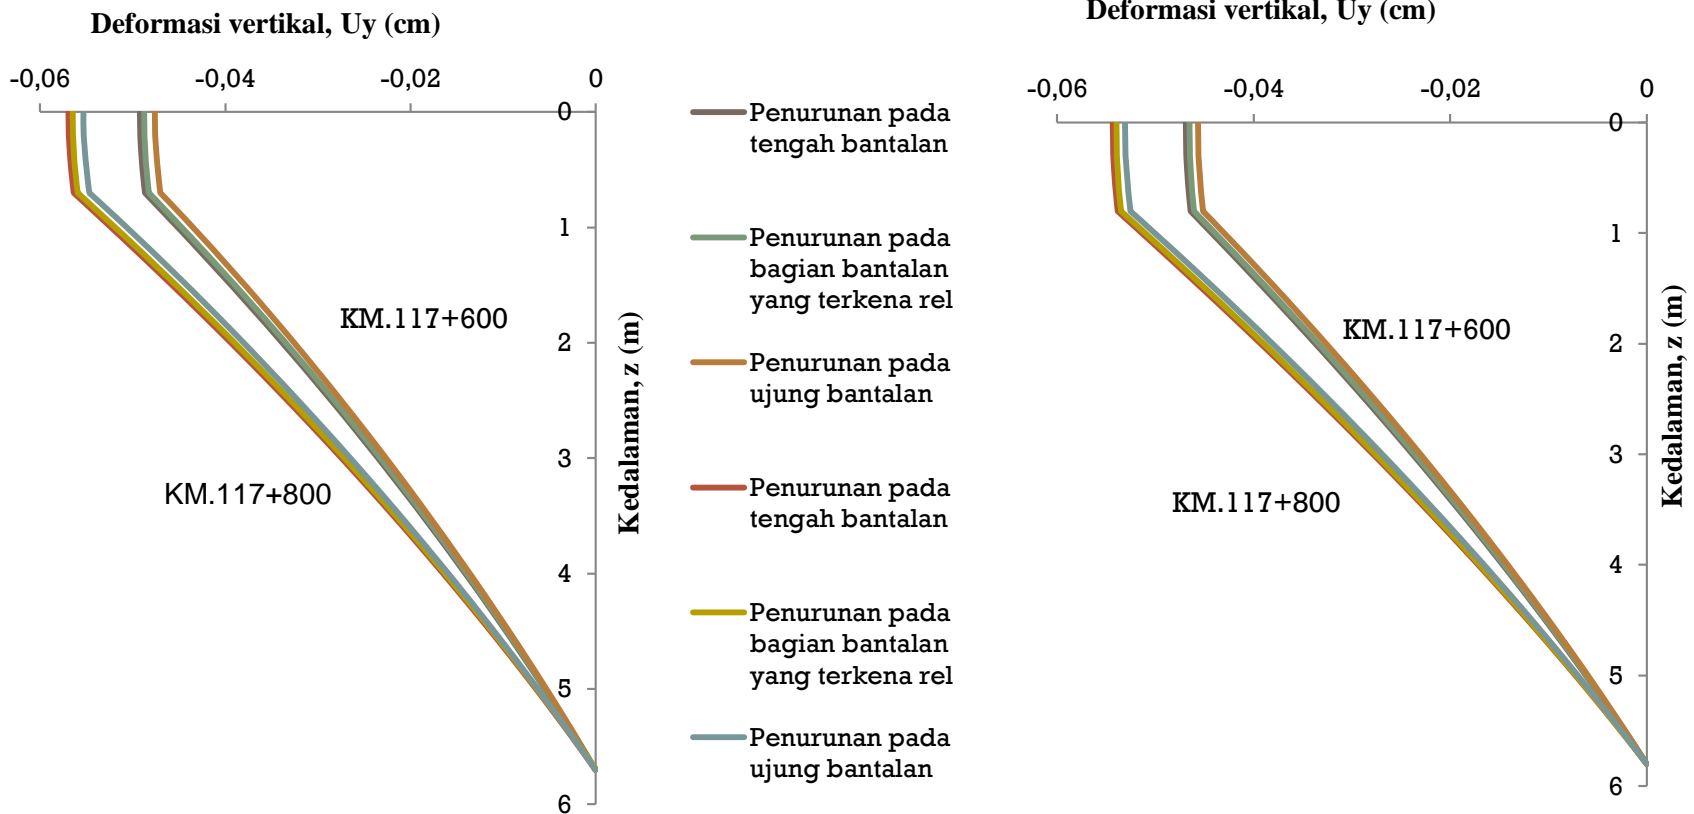 Deformasi vertikal, Uy (cm)
-0,06 -0,04 -0,02 0
0
1
2
3
4
5
6
Kedalaman, z (m)
KM.117+600
KM.117+800
Penurunan pada
tengah bantalan
Penurunan pada
bagian bantalan
yang terkena rel
Penurunan pada
ujung bantalan
Penurunan pada
tengah bantalan
Penurunan pada
bagian bantalan
yang terkena rel
Penurunan pada
ujung bantalan
Deformasi vertikal, Uy (cm)
-0,06 -0,04 -0,02 0
0
1
2
3
4
5
6
Kedalaman, z (m)
KM.117+600
KM.117+800